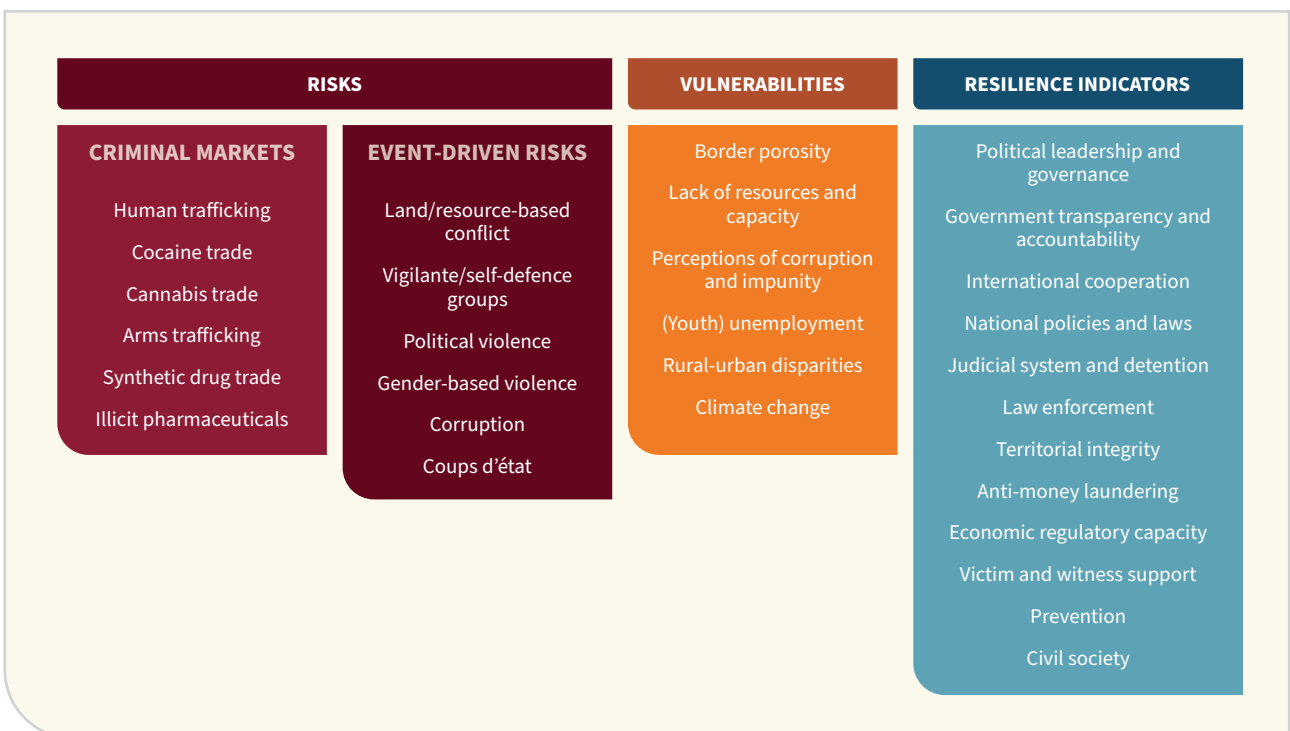 RISKS
CRIMINAL MARKETS
Human trafficking
Cocaine trade
Cannabis trade
Arms trafficking
Synthetic drug trade
Illicit pharmaceuticals
EVENT-DRIVEN RISKS
Land/resource-based
conflict
Vigilante/self-defence
groups
Political violence
Gender-based violence
Corruption
Coups d’état
VULNERABILITIES
Border porosity
Lack of resources and
capacity
Perceptions of corruption
and impunity
(Youth) unemployment
Rural-urban disparities
Climate change
RESILIENCE INDICATORS
Political leadership and
governance
Government transparency and
accountability
International cooperation
National policies and laws
Judicial system and detention
Law enforcement
Territorial integrity
Anti-money laundering
Economic regulatory capacity
Victim and witness support
Prevention
Civil society